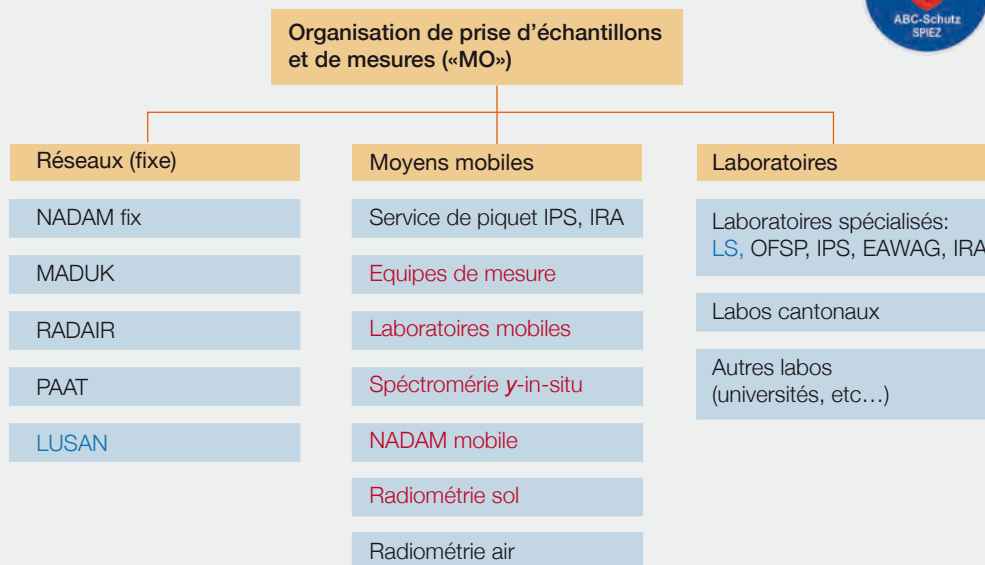 ABC-Schutz
SPIEZ
Organisation de prise d'échantillons
et de mesures («MO»)
Réseaux (fixe)
NADAM fix
MADUK
RADAIR
PAAT
LUSAN
Moyens mobiles
Service de piquet IPS, IRA
Equipes de mesure
Laboratoires mobiles
Spéctromérie y-in-situ
NADAM mobile
Radiométrie sol
Radiométrie air
Laboratoires
Laboratoires spécialisés:
LS, OFSP, IPS, EAWAG, IRA
Labos cantonaux
Autres labos
(universités, etc…)